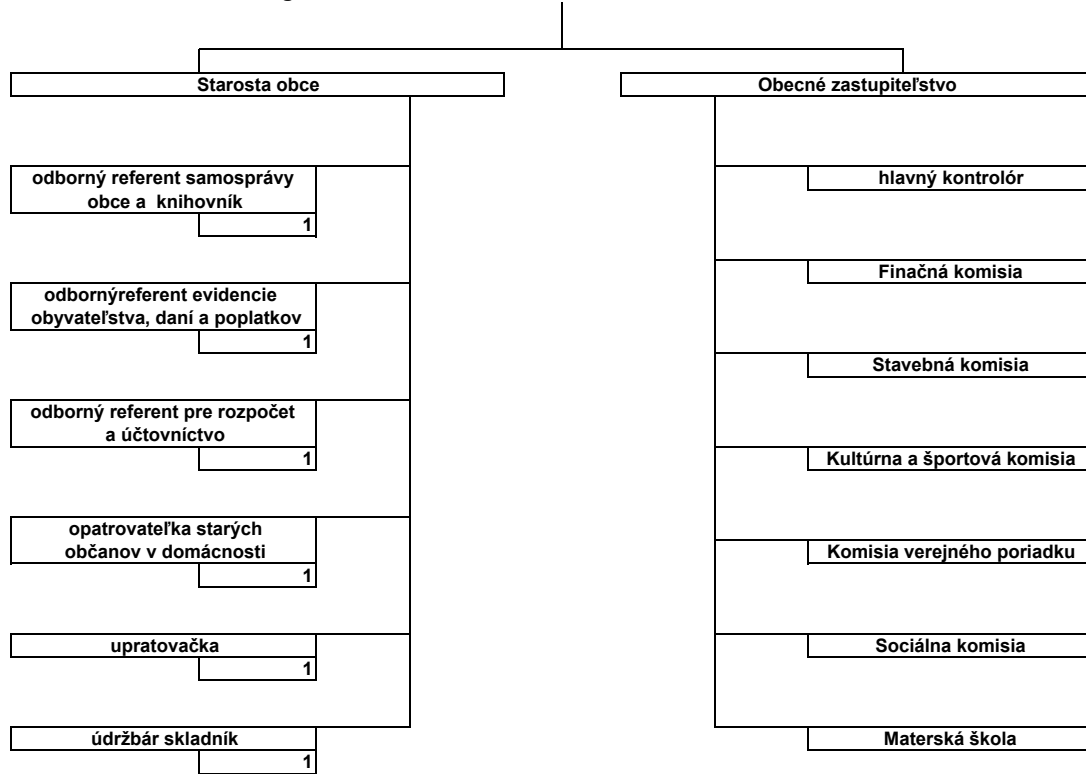 Starosta obce
Obecné zastupiteľstvo
odborný referent samosprávy
obce a knihovník
1
odbornýreferent evidencie
obyvateľstva, daní a poplatkov
1
odborný referent pre rozpočet
a účtovníctvo
1
opatrovateľka starých
občanov v domácnosti
1
upratovačka
1
údržbár skladník
1
hlavný kontrolór
Finačná komisia
Stavebná komisia
Kultúrna a športová komisia
Komisia verejného poriadku
Sociálna komisia
Materská škola